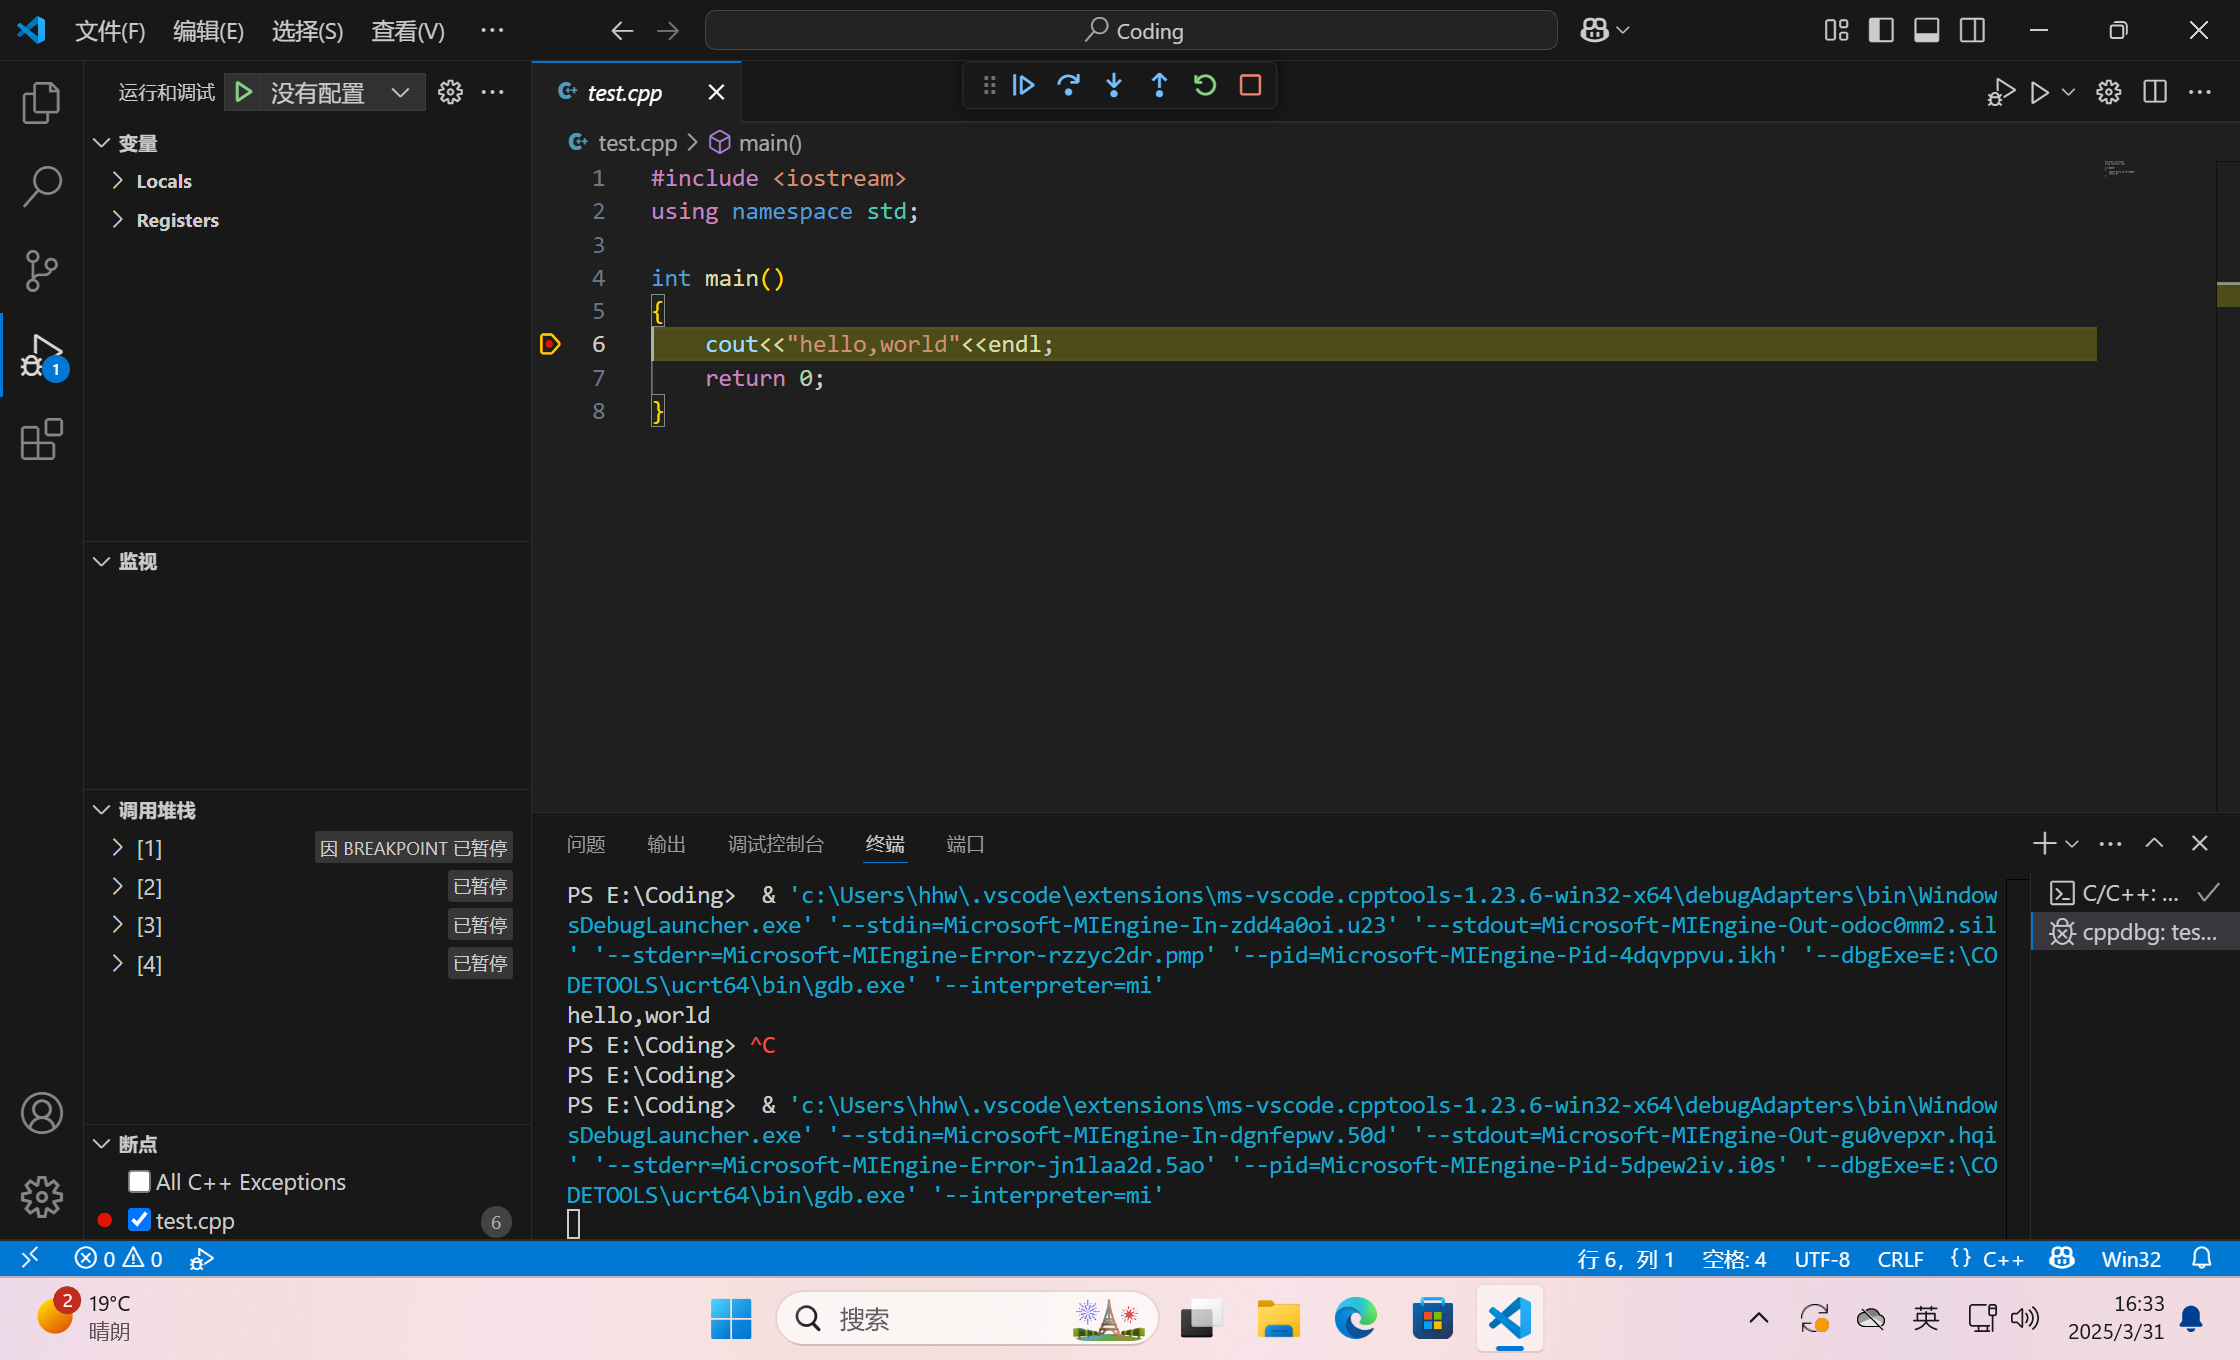 文件(F) 编辑(E) 选择(S) 查看(V) ··· Coding
运行和调试 没有配置
变量
Locals
Registers
监视
调用堆栈
[1] 因 BREAKPOINT 已暂停
[2] 已暂停
[3] 已暂停
[4] 已暂停
断点
All C++ Exceptions
test.cpp 6
1
test.cpp
test.cpp > main()
1 #include <iostream>
2 using namespace std;
3
4 int main()
5 {
6 cout<<"hello,world"<<endl;
7 return 0;
8 }
问题 输出 调试控制台 终端 端口
PS E:\Coding>  & 'c:\Users\hhw\.vscode\extensions\ms-vscode.cpptools-1.23.6-win32-x64\debugAdapters\bin\Window
sDebugLauncher.exe' '--stdin=Microsoft-MIEngine-In-zdd4a0oi.u23' '--stdout=Microsoft-MIEngine-Out-odoc0mm2.sil
' '--stderr=Microsoft-MIEngine-Error-rzzyc2dr.pmp' '--pid=Microsoft-MIEngine-Pid-4dqvppvu.ikh' '--dbgExe=E:\CO
DETOOLS\ucrt64\bin\gdb.exe' '--interpreter=mi'
hello,world
PS E:\Coding> ^C
PS E:\Coding>
PS E:\Coding>  & 'c:\Users\hhw\.vscode\extensions\ms-vscode.cpptools-1.23.6-win32-x64\debugAdapters\bin\Window
sDebugLauncher.exe' '--stdin=Microsoft-MIEngine-In-dgnfepwv.50d' '--stdout=Microsoft-MIEngine-Out-gu0vepxr.hqi
' '--stderr=Microsoft-MIEngine-Error-jn1laa2d.5ao' '--pid=Microsoft-MIEngine-Pid-5dpew2iv.i0s' '--dbgExe=E:\CO
DETOOLS\ucrt64\bin\gdb.exe' '--interpreter=mi'
C/C++: ...
cppdbg: tes...
0 0 行 6，列 1 空格: 4 UTF-8 CRLF {} C++ Win32
2 19°C
晴朗
搜索
英
16:33
2025/3/31